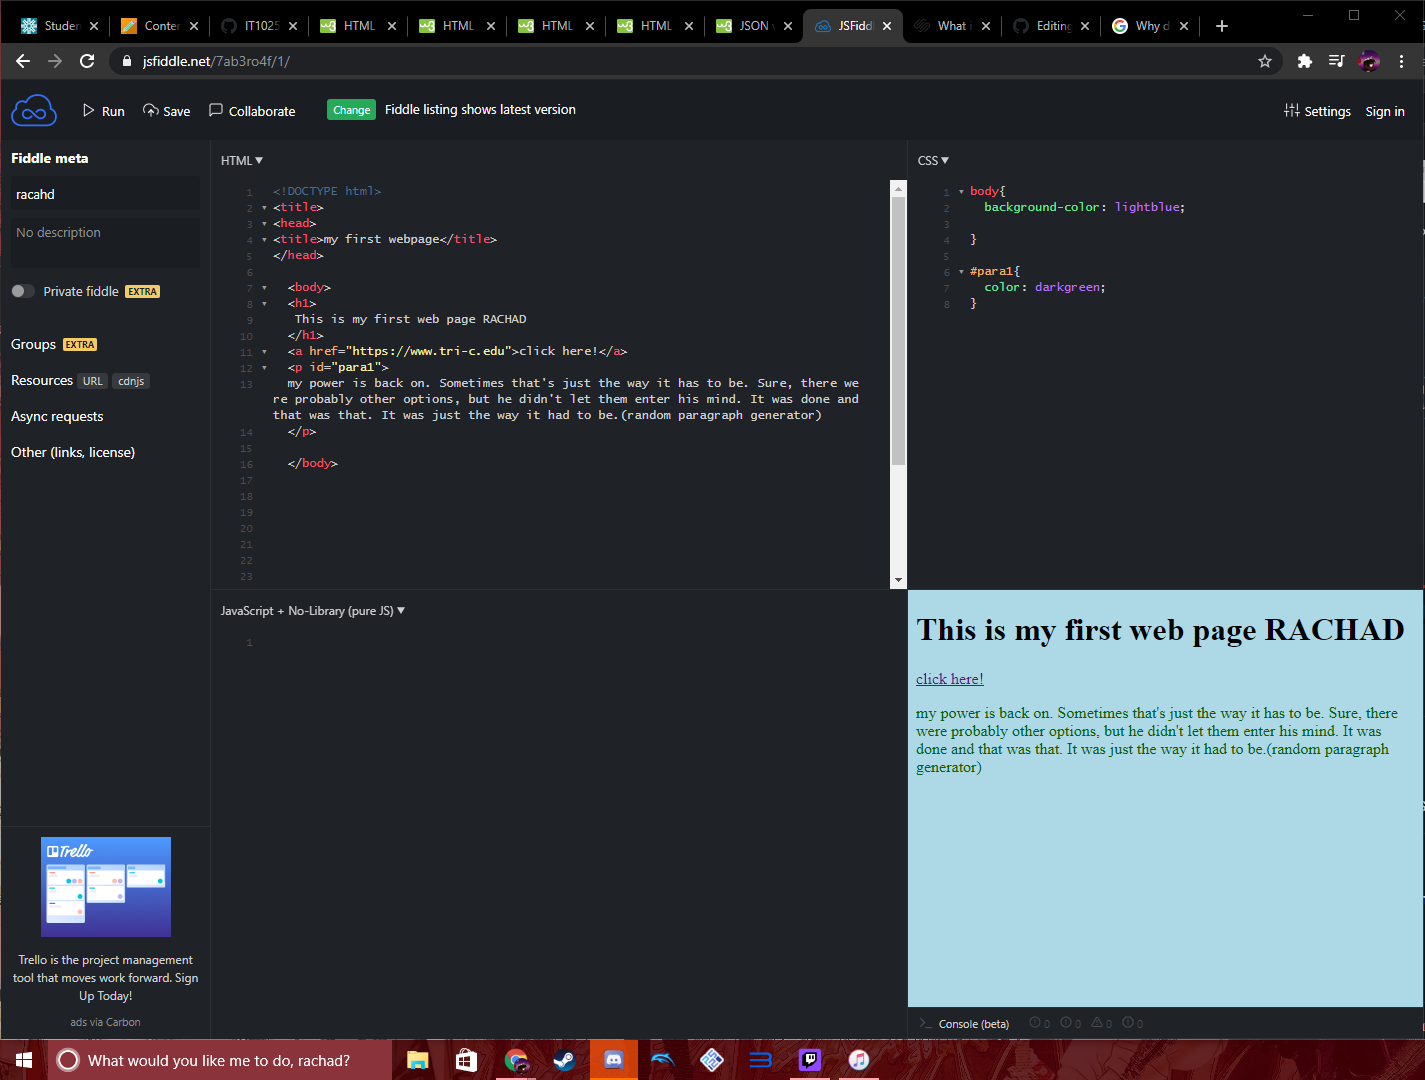 Studen
Conten
IT1025
HTML
HTML
HTML
HTML
JSON v
JSFiddl
What i
Editing
Why d
jsfiddle.net/7ab3ro4f/1/
Run
Save
Collaborate
Change
Fiddle listing shows latest version
Settings
Sign in
Fiddle meta
racahd
No description
Private fiddle EXTRA
Groups EXTRA
Resources URL cdnjs
Async requests
Other (links, license)
Trello
Trello is the project management
tool that moves work forward. Sign
Up Today!
ads via Carbon
HTML
1 <!DOCTYPE html>
2 <title>
3 <head>
4 <title>my first webpage</title>
5 </head>
6
7 <body>
8 <h1>
9 This is my first web page RACHAD
10 </h1>
11 <a href="https://www.tri-c.edu">click here!</a>
12 <p id="para1">
13 my power is back on. Sometimes that's just the way it has to be. Sure, there we
re probably other options, but he didn't let them enter his mind. It was done and
that was that. It was just the way it had to be.(random paragraph generator)
14 </p>
15
16 </body>
17
18
19
20
21
22
23
CSS
1 body{
2 background-color: lightblue;
3
4 }
5
6 #para1{
7 color: darkgreen;
8 }
JavaScript + No-Library (pure JS)
1
This is my first web page RACHAD
click here!
my power is back on. Sometimes that's just the way it has to be. Sure, there
were probably other options, but he didn't let them enter his mind. It was
done and that was that. It was just the way it had to be.(random paragraph
generator)
>_ Console (beta) 0 0 0 0
What would you like me to do, rachad?